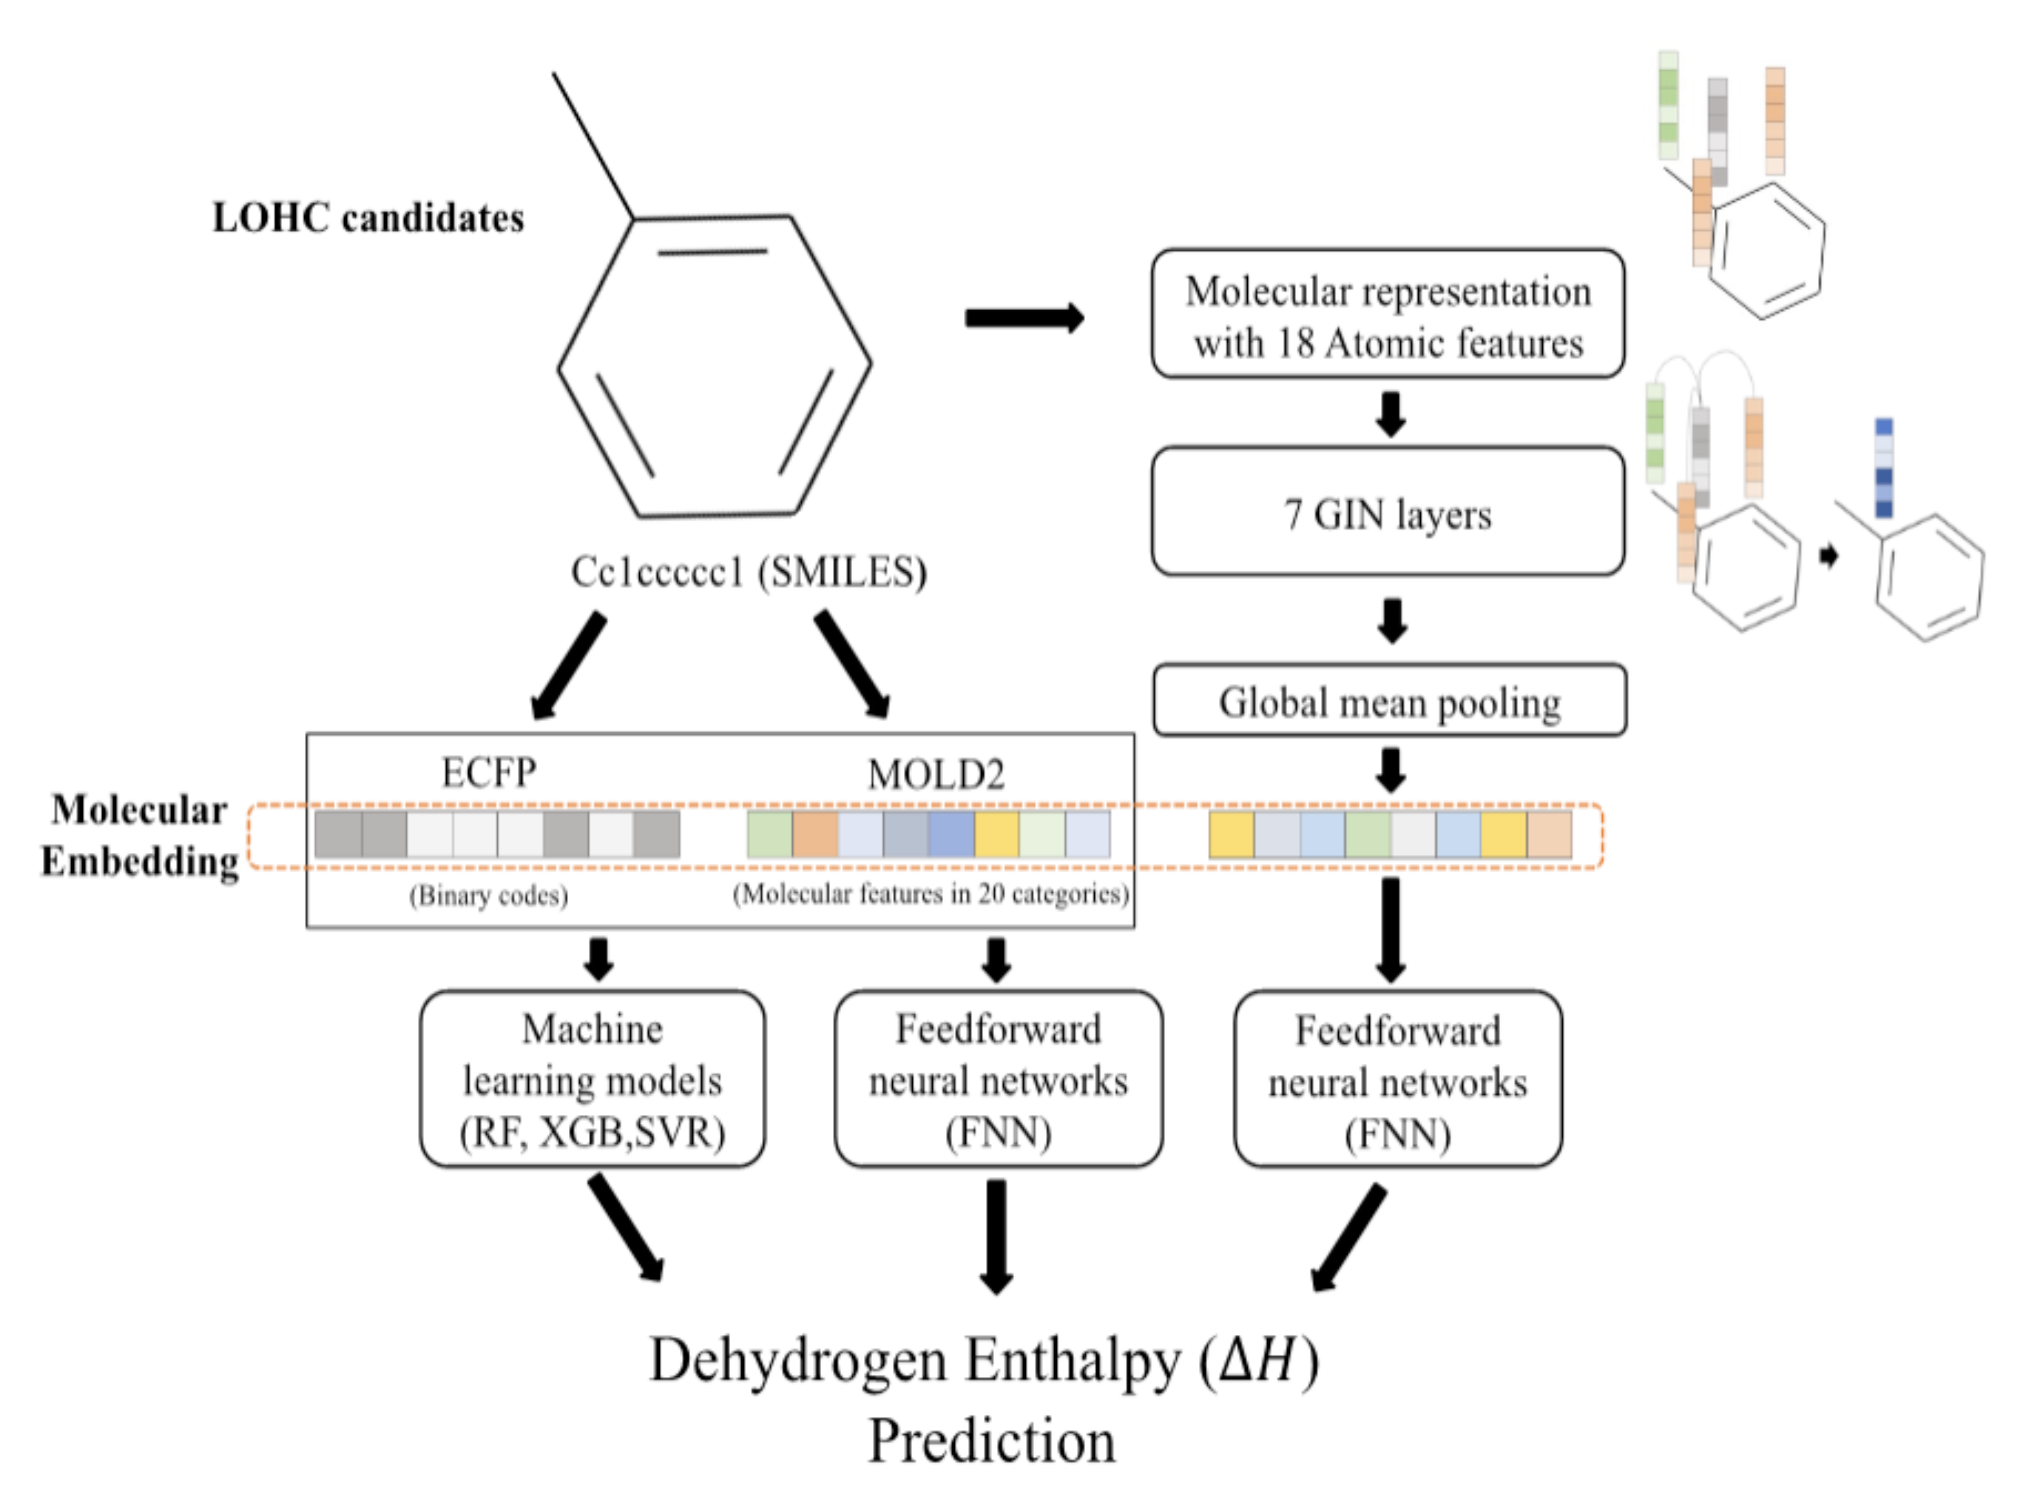 LOHC candidates
Cc1ccccc1 (SMILES)
Molecular representation
with 18 Atomic features
7 GIN layers
Global mean pooling
ECFP
MOLD2
Molecular
Embedding
(Binary codes)
(Molecular features in 20 categories)
Machine
learning models
(RF, XGB,SVR)
Feedforward
neural networks
(FNN)
Feedforward
neural networks
(FNN)
Dehydrogen Enthalpy (ΔH)
Prediction